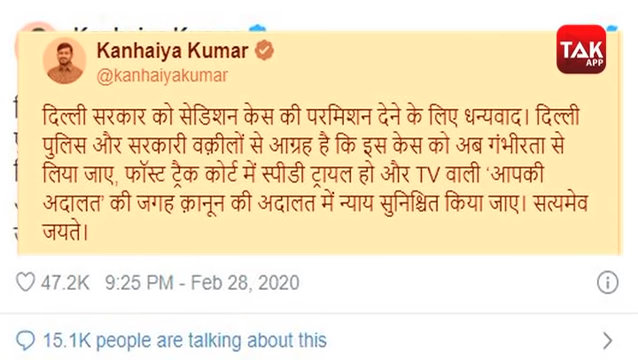 Kanhaiya Kumar
TAK
APP
@kanhaiyakumar
दिल्ली सरकार को सेडिशन केस की परमिशन देने के लिए धन्यवाद। दिल्ली
पुलिस और सरकारी वक़ीलों से आग्रह है कि इस केस को अब गंभीरता से
लिया जाए, फॉस्ट ट्रैक कोर्ट में स्पीडी ट्रायल हो और TV वाली ‘आपकी
अदालत’ की जगह क़ानून की अदालत में न्याय सुनिश्चित किया जाए। सत्यमेव
जयते।
47.2K 9:25 PM - Feb 28, 2020
15.1K people are talking about this